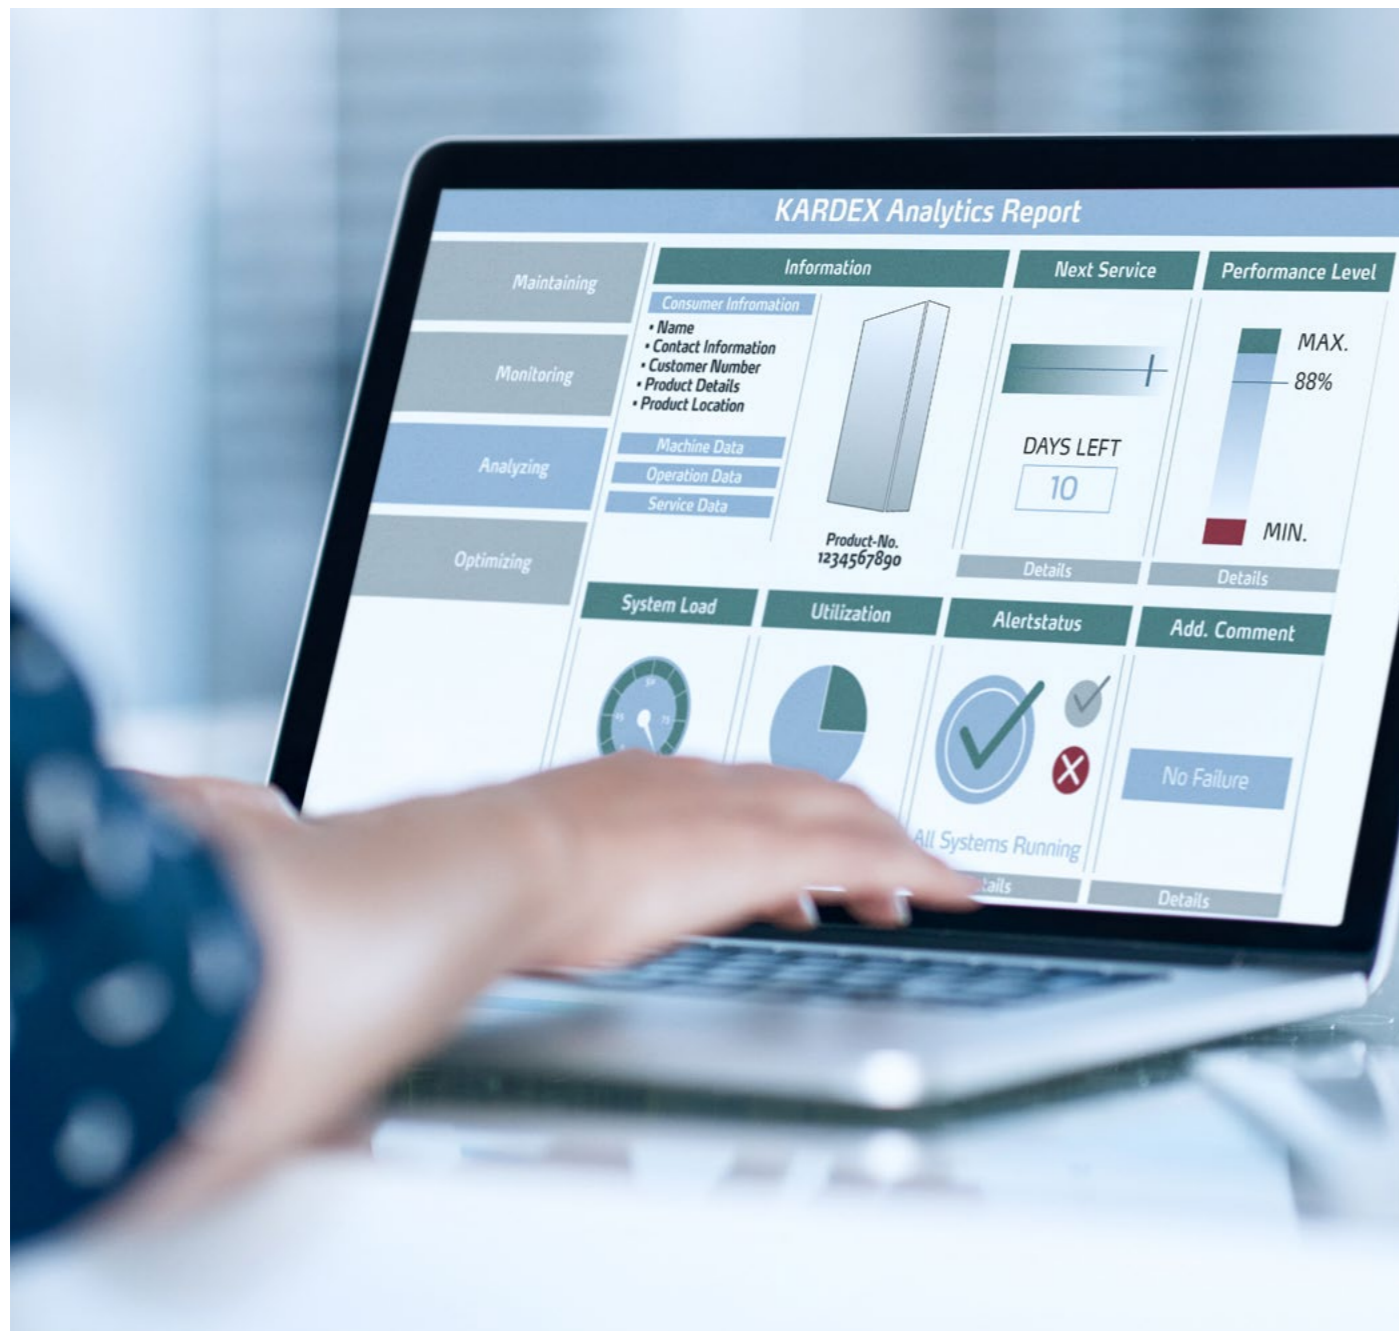 KARDEX Analytics Report
Maintaining
Monitoring
Analyzing
Optimizing
Information
Consumer Infromation
• Name
• Contact Information
• Customer Number
• Product Details
• Product Location
Machine Data
Operation Data
Service Data
Product-No.
1234567890
Next Service
DAYS LEFT
10
Details
Performance Level
MAX.
88%
MIN.
Details
System Load
75
Utilization
Alertstatus
All Systems Running
Add. Comment
No Failure
Details